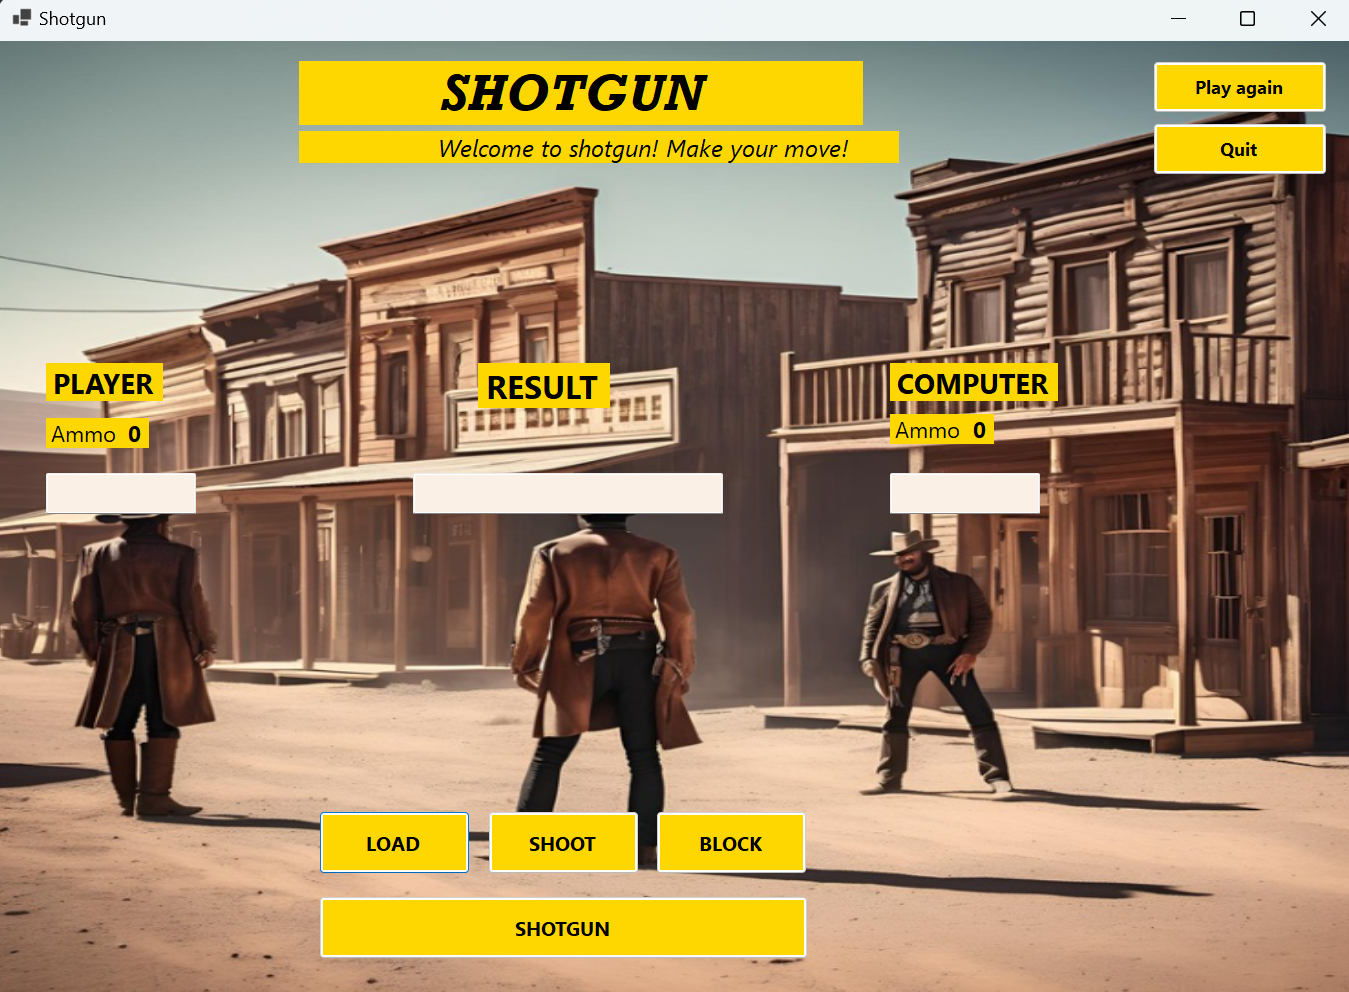 Shotgun
SHOTGUN
Welcome to shotgun! Make your move!
Play again
Quit
PLAYER
Ammo 0
RESULT
COMPUTER
Ammo 0
LOAD
SHOOT
BLOCK
SHOTGUN